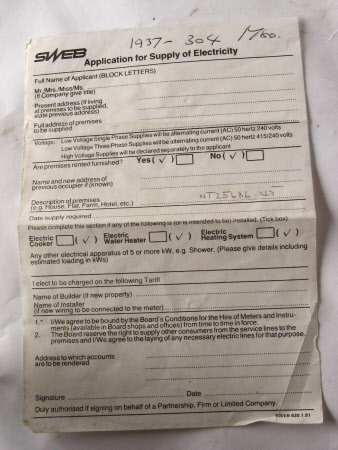 1937 - 304
SWEB
Application for Supply of Electricity
Full Name of Applicant (BLOCK LETTERS)
Mr./Mrs./Miss/Ms.
(If Company give title)
Present address (If living
at premises to be supplied,
state previous address)
Full address of premises
to be supplied
Voltage: Low Voltage Single Phase Supplies will be alternating current (AC) 50 hertz 240 volts
Low Voltage Three Phase Supplies will be alternating current (AC) 50 hertz 415/240 volts
High Voltage Supplies will be declared separately to the applicant
Are premises rented furnished? Yes (✓) No (✓)
Name and new address of
previous occupier if (known)
Description of premises
(e.g. House, Flat, Farm, Hotel, etc.)
Date supply required
Please complete this section if any of the following is (or is intended to be) installed. (Tick box)
Electric Cooker (✓) Electric Water Heater (✓) Electric Heating System (✓)
Any other electrical apparatus of 5 or more kW, e.g. Shower. (Please give details including
estimated loading in kWs)
I elect to be charged on the following Tariff
Name of Builder (if new property)
Name of Installer
(if new wiring to be connected to the meter)
1.* I/We agree to be bound by the Board's Conditions for the Hire of Meters and Instru-
ments (available in Board shops and offices) from time to time in force.
2. The Board reserve the right to supply other consumers from the service lines to the
premises and I/We agree to the laying of any necessary electric lines for that purpose.
Address to which accounts
are to be rendered
Signature Date
Duly authorised if signing on behalf of a Partnership, Firm or Limited Company.
SWEB 630.1.81